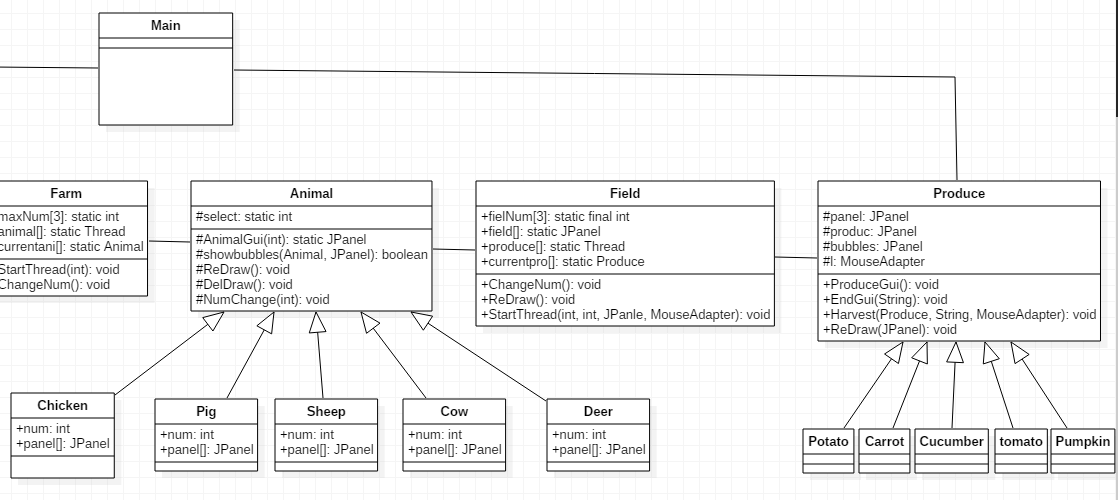 Main
Farm
maxNum[3]: static int
animal[]: static Thread
currentani[]: static Animal
StartThread(int): void
ChangeNum(): void
Animal
#select: static int
#AnimalGui(int): static JPanel
#showbubbles(Animal, JPanel): boolean
#ReDraw(): void
#DelDraw(): void
#NumChange(int): void
Field
+fielNum[3]: static final int
+field[]: static JPanel
+produce[]: static Thread
+currentpro[]: static Produce
+ChangeNum(): void
+ReDraw(): void
+StartThread(int, int, JPanle, MouseAdapter): void
Produce
#panel: JPanel
#produc: JPanel
#bubbles: JPanel
#l: MouseAdapter
+ProduceGui(): void
+EndGui(String): void
+Harvest(Produce, String, MouseAdapter): void
+ReDraw(JPanel): void
Chicken
+num: int
+panel[]: JPanel
Pig
+num: int
+panel[]: JPanel
Sheep
+num: int
+panel[]: JPanel
Cow
+num: int
+panel[]: JPanel
Deer
+num: int
+panel[]: JPanel
Potato
Carrot
Cucumber
tomato
Pumpkin